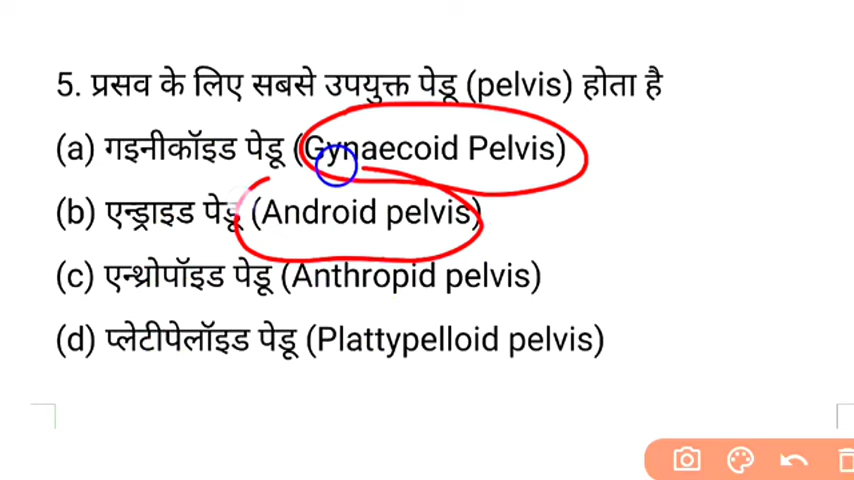 5. प्रसव के लिए सबसे उपयुक्त पेडू (pelvis) होता है
(a) गइनीकॉइड पेडू (Gynaecoid Pelvis)
(b) एन्ड्राइड पेडू (Android pelvis)
(c) एन्थ्रोपॉइड पेडू (Anthropid pelvis)
(d) प्लेटीपेलॉइड पेडू (Plattypelloid pelvis)